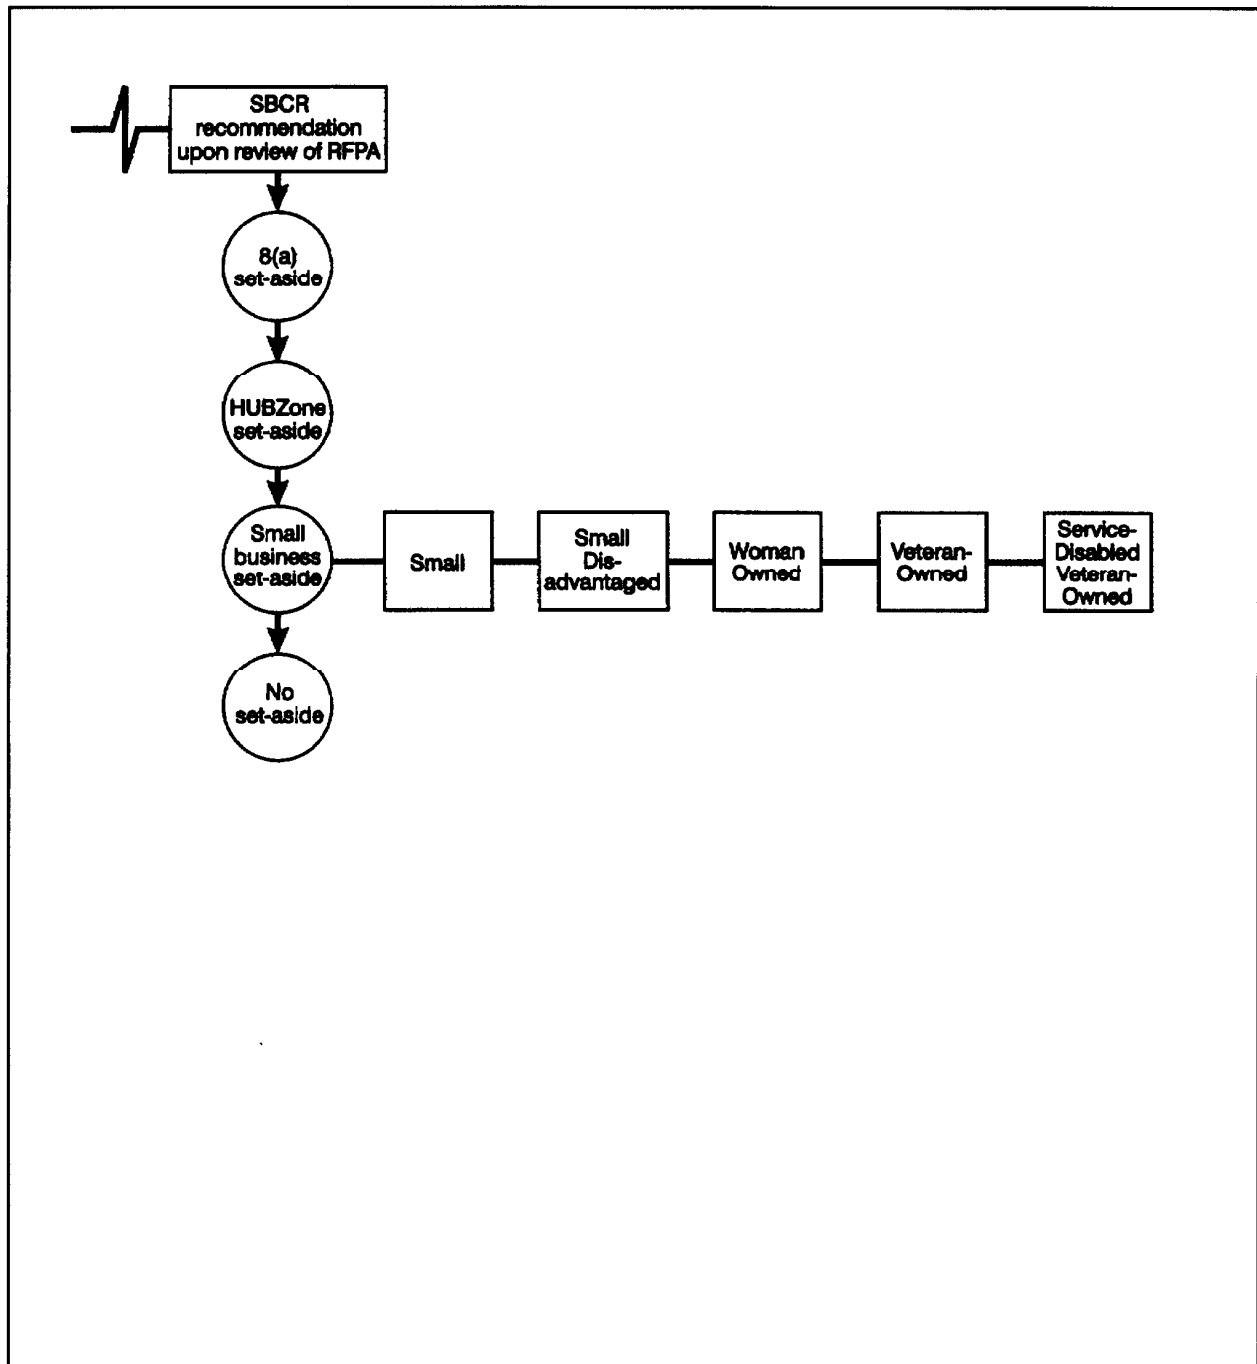 SBCR
recommendation
upon review of RFPA
8(a)
set-aside
HUBZone
set-aside
Small
business
set-aside
Small
Small
Dis-
advantaged
Woman
Owned
Veteran-
Owned
Service-
Disabled
Veteran-
Owned
No
set-aside